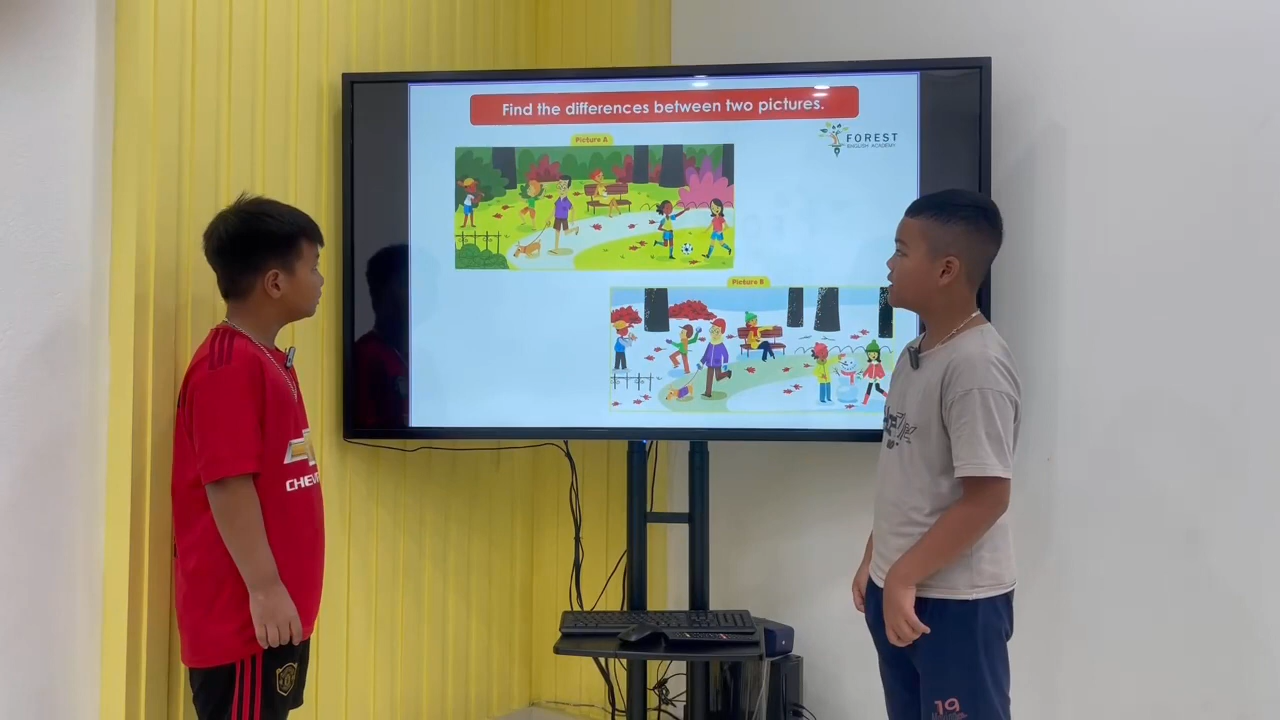 Find the differences between two pictures.
FOREST
ENGLISH ACADEMY
Picture A
Picture B
CHEV
19